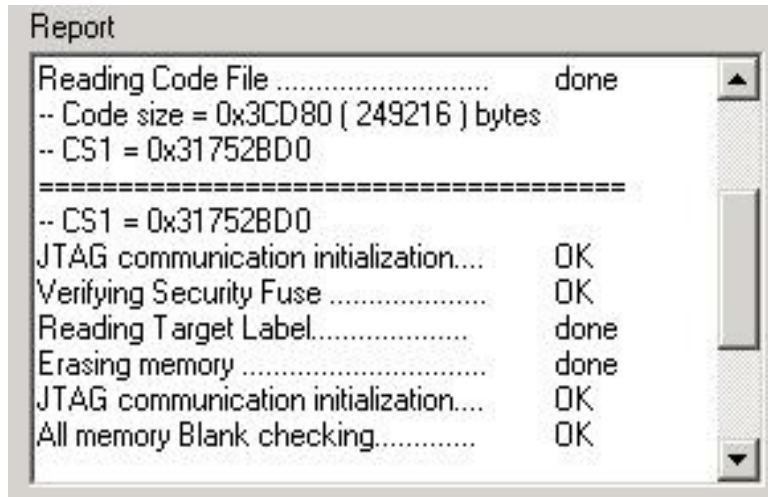 Report
Reading Code File ........................... done
-- Code size = 0x3CD80 ( 249216 ) bytes
-- CS1 = 0x31752BD0
=====================================
-- CS1 = 0x31752BD0
JTAG communication initialization.... OK
Verifying Security Fuse .................... OK
Reading Target Label.................... done
Erasing memory ............................... done
JTAG communication initialization.... OK
All memory Blank checking............. OK